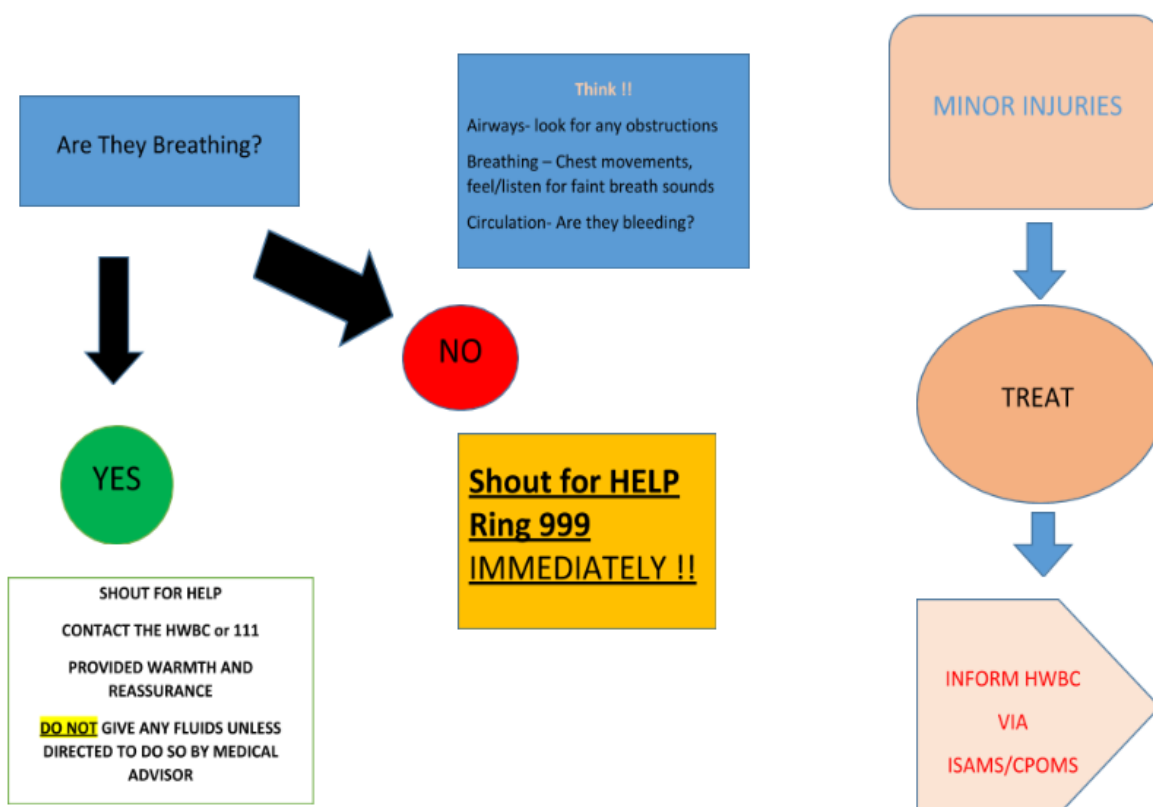 Are They Breathing?
Think !!
Airways- look for any obstructions
Breathing – Chest movements,
feel/listen for faint breath sounds
Circulation- Are they bleeding?
NO
YES
Shout for HELP
Ring 999
IMMEDIATELY !!
SHOUT FOR HELP
CONTACT THE HWBC or 111
PROVIDED WARMTH AND
REASSURANCE
DO NOT GIVE ANY FLUIDS UNLESS
DIRECTED TO DO SO BY MEDICAL
ADVISOR
MINOR INJURIES
TREAT
INFORM HWBC
VIA
ISAMS/CPOMS